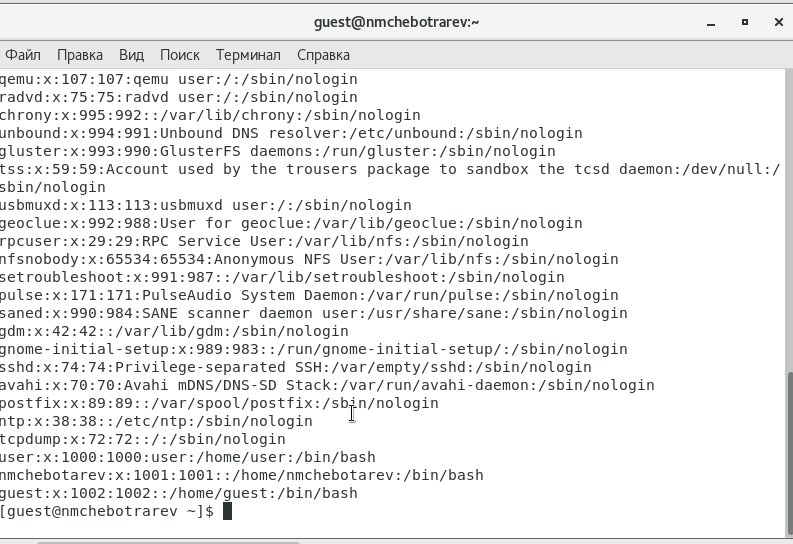 guest@nmchebotrarev:~
Файл Правка Вид Поиск Терминал Справка
qemu:x:107:107:qemu user:/:/sbin/nologin
radvd:x:75:75:radvd user:/:/sbin/nologin
chrony:x:995:992::/var/lib/chrony:/sbin/nologin
unbound:x:994:991:Unbound DNS resolver:/etc/unbound:/sbin/nologin
gluster:x:993:990:GlusterFS daemons:/run/gluster:/sbin/nologin
tss:x:59:59:Account used by the trousers package to sandbox the tcsd daemon:/dev/null:/
sbin/nologin
usbmuxd:x:113:113:usbmuxd user:/:/sbin/nologin
geoclue:x:992:988:User for geoclue:/var/lib/geoclue:/sbin/nologin
rpcuser:x:29:29:RPC Service User:/var/lib/nfs:/sbin/nologin
nfsnobody:x:65534:65534:Anonymous NFS User:/var/lib/nfs:/sbin/nologin
setroubleshoot:x:991:987::/var/lib/setroubleshoot:/sbin/nologin
pulse:x:171:171:PulseAudio System Daemon:/var/run/pulse:/sbin/nologin
saned:x:990:984:SANE scanner daemon user:/usr/share/sane:/sbin/nologin
gdm:x:42:42::/var/lib/gdm:/sbin/nologin
gnome-initial-setup:x:989:983::/run/gnome-initial-setup/:/sbin/nologin
sshd:x:74:74:Privilege-separated SSH:/var/empty/sshd:/sbin/nologin
avahi:x:70:70:Avahi mDNS/DNS-SD Stack:/var/run/avahi-daemon:/sbin/nologin
postfix:x:89:89::/var/spool/postfix:/sbin/nologin
ntp:x:38:38::/etc/ntp:/sbin/nologin
tcpdump:x:72:72::/:/sbin/nologin
user:x:1000:1000:user:/home/user:/bin/bash
nmchebotarev:x:1001:1001::/home/nmchebotarev:/bin/bash
guest:x:1002:1002::/home/guest:/bin/bash
[guest@nmchebotrarev ~]$